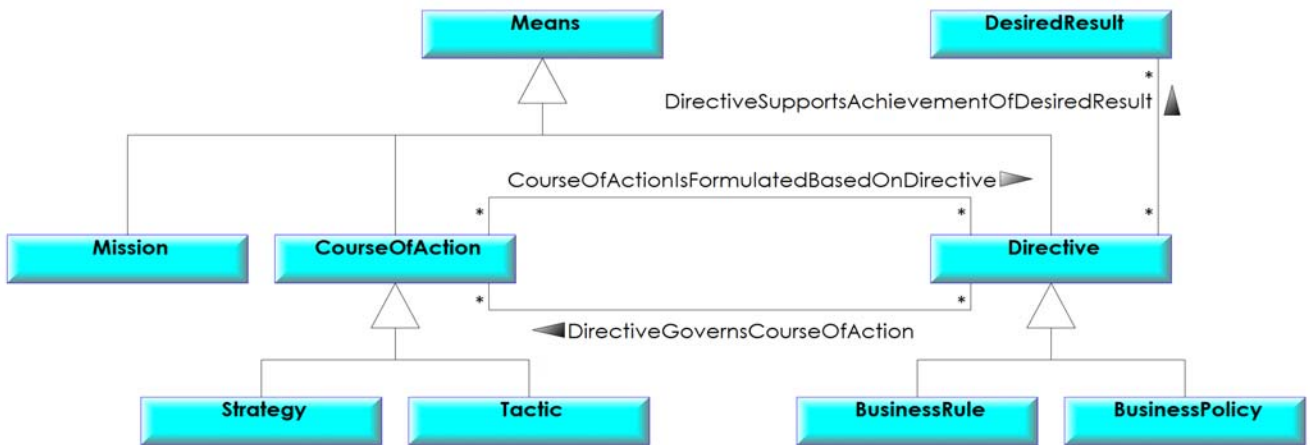 Means
DesiredResult
*
DirectiveSupportsAchievementOfDesiredResult
CourseOfActionIsFormulatedBasedOnDirective
* * *
Mission
CourseOfAction
Directive
* *
DirectiveGovernsCourseOfAction
Strategy
Tactic
BusinessRule
BusinessPolicy